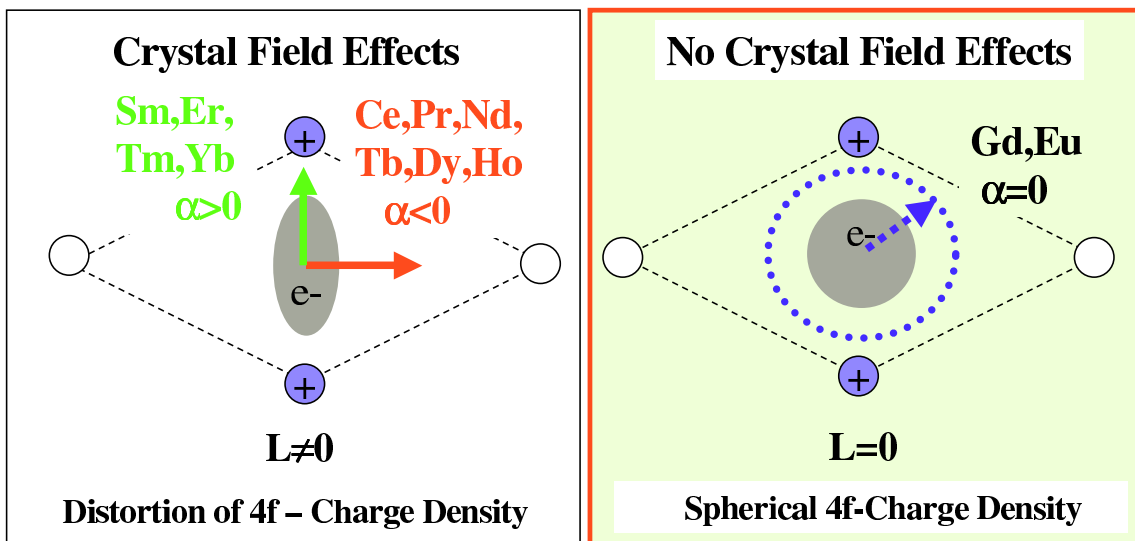 Crystal Field Effects
Sm,Er,
Tm,Yb
α>0
Ce,Pr,Nd,
Tb,Dy,Ho
α<0
+
e-
+
L≠0
Distortion of 4f – Charge Density
No Crystal Field Effects
Gd,Eu
α=0
+
e-
+
L=0
Spherical 4f-Charge Density